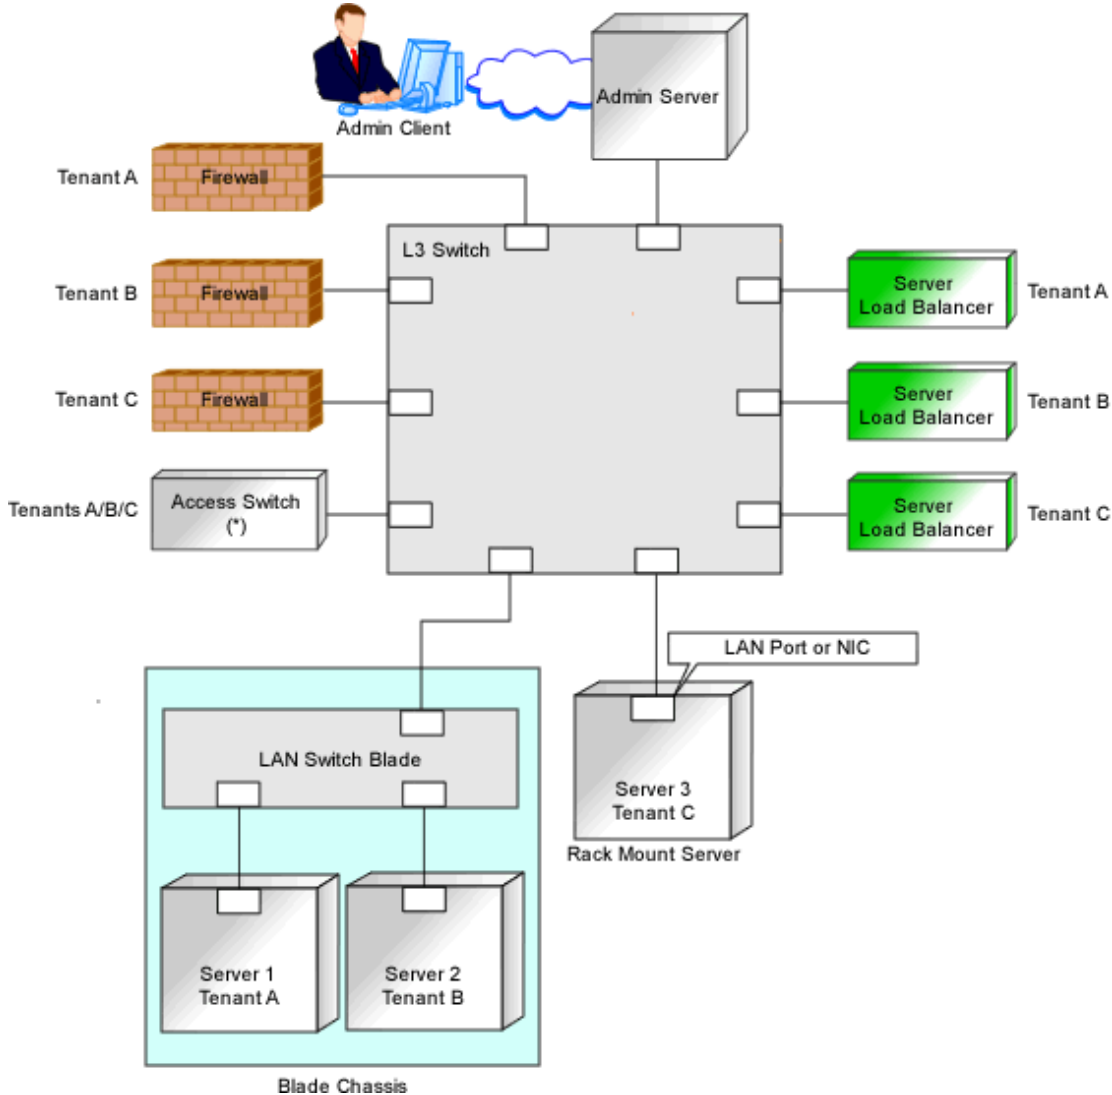 Admin Server
Admin Client
Tenant A
Firewall
L3 Switch
Tenant B
Firewall
Server
Load Balancer
Tenant A
Tenant C
Firewall
Server
Load Balancer
Tenant B
Tenants A/B/C
Access Switch
(*)
Server
Load Balancer
Tenant C
LAN Port or NIC
LAN Switch Blade
Server 3
Tenant C
Rack Mount Server
Server 1
Tenant A
Server 2
Tenant B
Blade Chassis